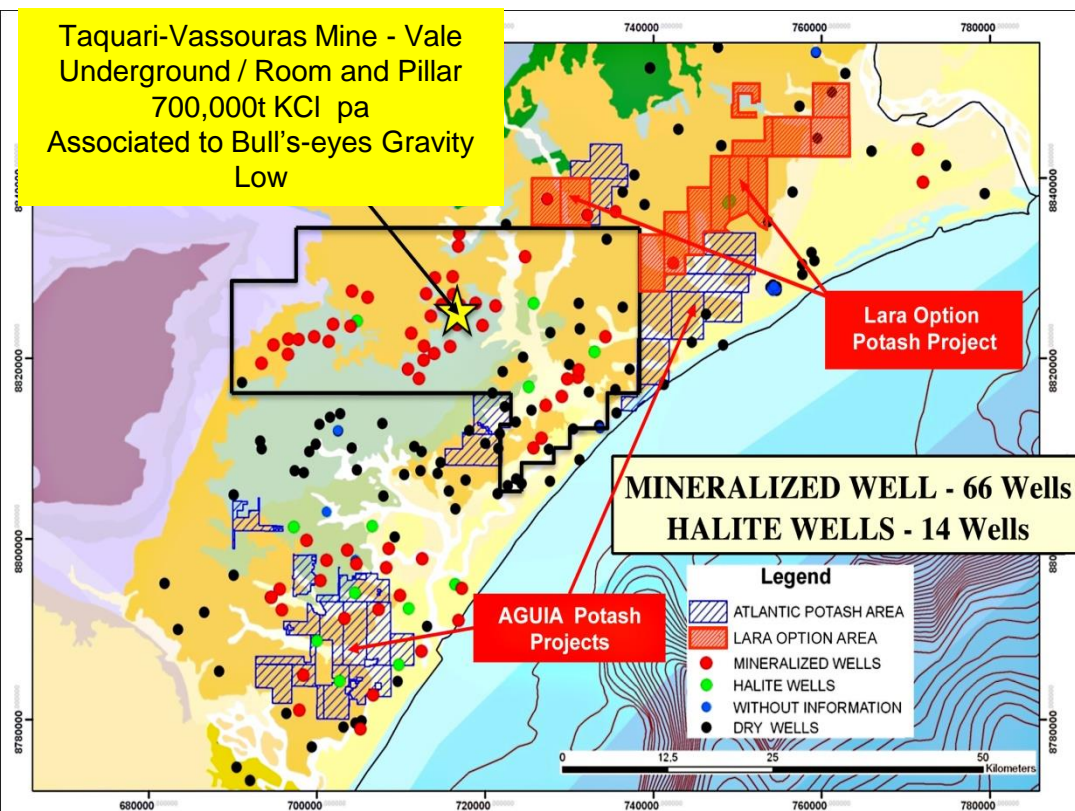 Taquari-Vassouras Mine - Vale
Underground / Room and Pillar
700,000t KCl pa
Associated to Bull's-eyes Gravity
Low
740000
760000
780000
8840000
8840000
8820000
8820000
8800000
8780000
8780000
Lara Option
Potash Project
MINERALIZED WELL - 66 Wells
HALITE WELLS - 14 Wells
AGUIA Potash
Projects
Legend
ATLANTIC POTASH AREA
LARA OPTION AREA
MINERALIZED WELLS
HALITE WELLS
WITHOUT INFORMATION
DRY WELLS
0 12,5 25 50
Kilometers
680000
700000
720000
740000
760000
780000